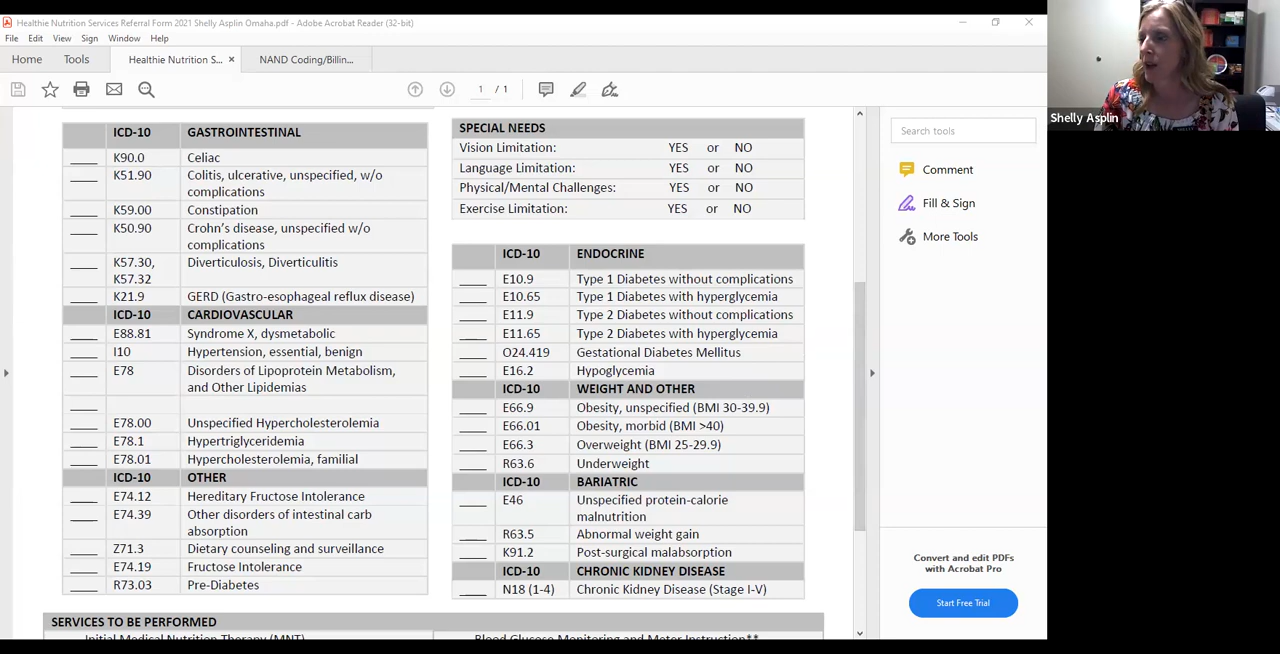 Healthie Nutrition Services Referral Form 2021 Shelly Asplin Omaha.pdf - Adobe Acrobat Reader (32-bit)
File Edit View Sign Window Help
Home Tools Healthie Nutrition S... × NAND Coding/Billin...
1 / 1
ICD-10 GASTROINTESTINAL
K90.0 Celiac
K51.90 Colitis, ulcerative, unspecified, w/o
complications
K59.00 Constipation
K50.90 Crohn's disease, unspecified w/o
complications
K57.30, Diverticulosis, Diverticulitis
K57.32
K21.9 GERD (Gastro-esophageal reflux disease)
ICD-10 CARDIOVASCULAR
E88.81 Syndrome X, dysmetabolic
I10 Hypertension, essential, benign
E78 Disorders of Lipoprotein Metabolism,
and Other Lipidemias
E78.00 Unspecified Hypercholesterolemia
E78.1 Hypertriglyceridemia
E78.01 Hypercholesterolemia, familial
ICD-10 OTHER
E74.12 Hereditary Fructose Intolerance
E74.39 Other disorders of intestinal carb
absorption
Z71.3 Dietary counseling and surveillance
E74.19 Fructose Intolerance
R73.03 Pre-Diabetes
SPECIAL NEEDS
Vision Limitation: YES or NO
Language Limitation: YES or NO
Physical/Mental Challenges: YES or NO
Exercise Limitation: YES or NO
ICD-10 ENDOCRINE
E10.9 Type 1 Diabetes without complications
E10.65 Type 1 Diabetes with hyperglycemia
E11.9 Type 2 Diabetes without complications
E11.65 Type 2 Diabetes with hyperglycemia
O24.419 Gestational Diabetes Mellitus
E16.2 Hypoglycemia
ICD-10 WEIGHT AND OTHER
E66.9 Obesity, unspecified (BMI 30-39.9)
E66.01 Obesity, morbid (BMI >40)
E66.3 Overweight (BMI 25-29.9)
R63.6 Underweight
ICD-10 BARIATRIC
E46 Unspecified protein-calorie
malnutrition
R63.5 Abnormal weight gain
K91.2 Post-surgical malabsorption
ICD-10 CHRONIC KIDNEY DISEASE
N18 (1-4) Chronic Kidney Disease (Stage I-V)
SERVICES TO BE PERFORMED
Initial Medical Nutrition Therapy (MNT) Blood Glucose Monitoring and Meter Instruction**
Search tools
Comment
Fill & Sign
More Tools
Convert and edit PDFs
with Acrobat Pro
Start Free Trial
Shelly Asplin